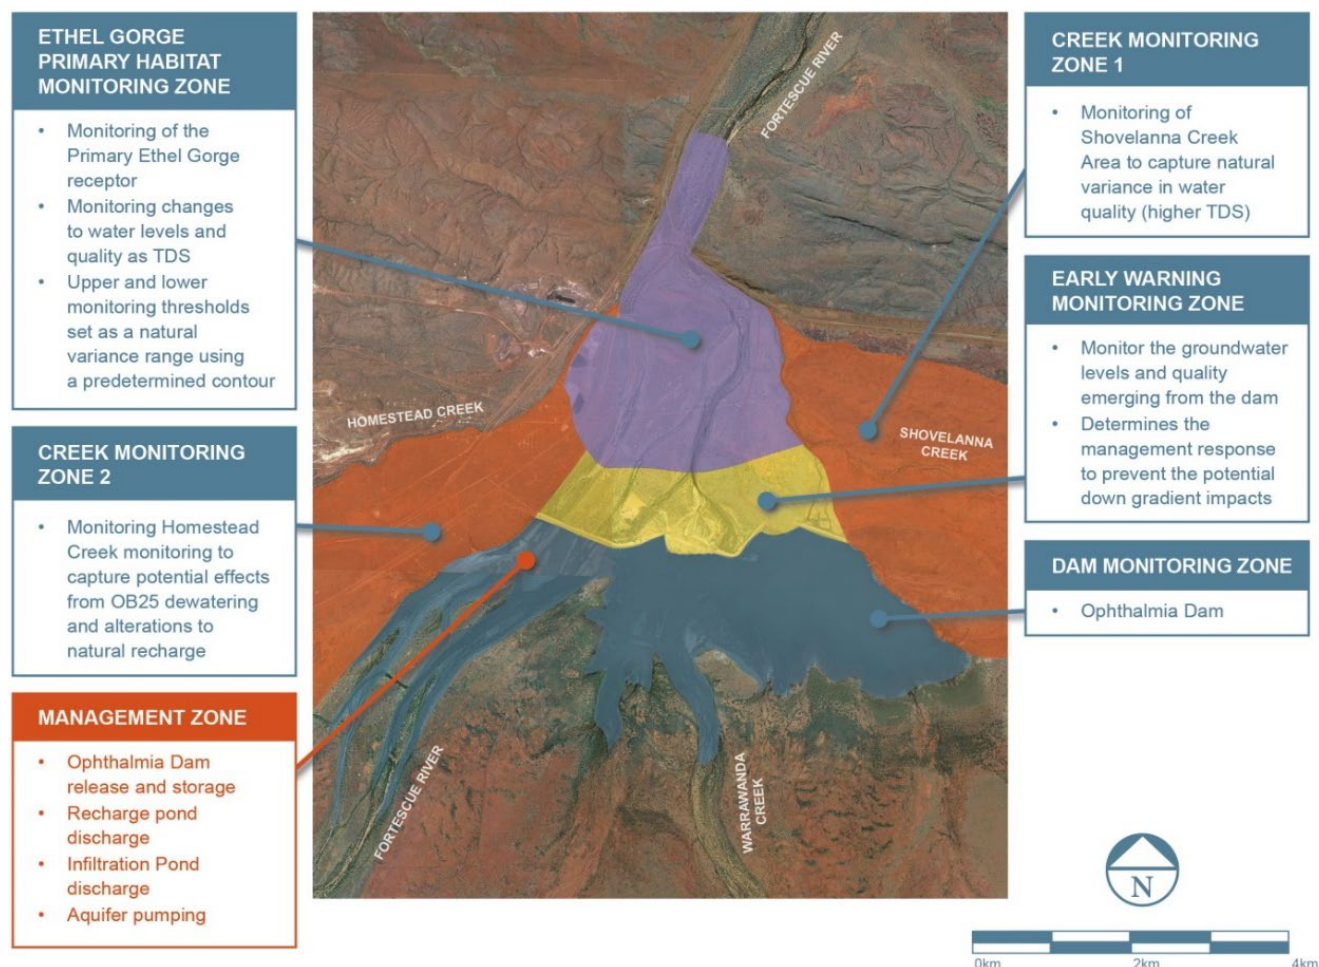 ETHEL GORGE
PRIMARY HABITAT
MONITORING ZONE
• Monitoring of the
Primary Ethel Gorge
receptor
• Monitoring changes
to water levels and
quality as TDS
• Upper and lower
monitoring thresholds
set as a natural
variance range using
a predetermined contour
CREEK MONITORING
ZONE 2
• Monitoring Homestead
Creek monitoring to
capture potential effects
from OB25 dewatering
and alterations to
natural recharge
MANAGEMENT ZONE
• Ophthalmia Dam
release and storage
• Recharge pond
discharge
• Infiltration Pond
discharge
• Aquifer pumping
FORTESCUE RIVER
HOMESTEAD CREEK
SHOVELANNA
CREEK
FORTESCUE RIVER
WARRAWANDA
CREEK
CREEK MONITORING
ZONE 1
• Monitoring of
Shovelanna Creek
Area to capture natural
variance in water
quality (higher TDS)
EARLY WARNING
MONITORING ZONE
• Monitor the groundwater
levels and quality
emerging from the dam
• Determines the
management response
to prevent the potential
down gradient impacts
DAM MONITORING ZONE
• Ophthalmia Dam
N
0km 2km 4km